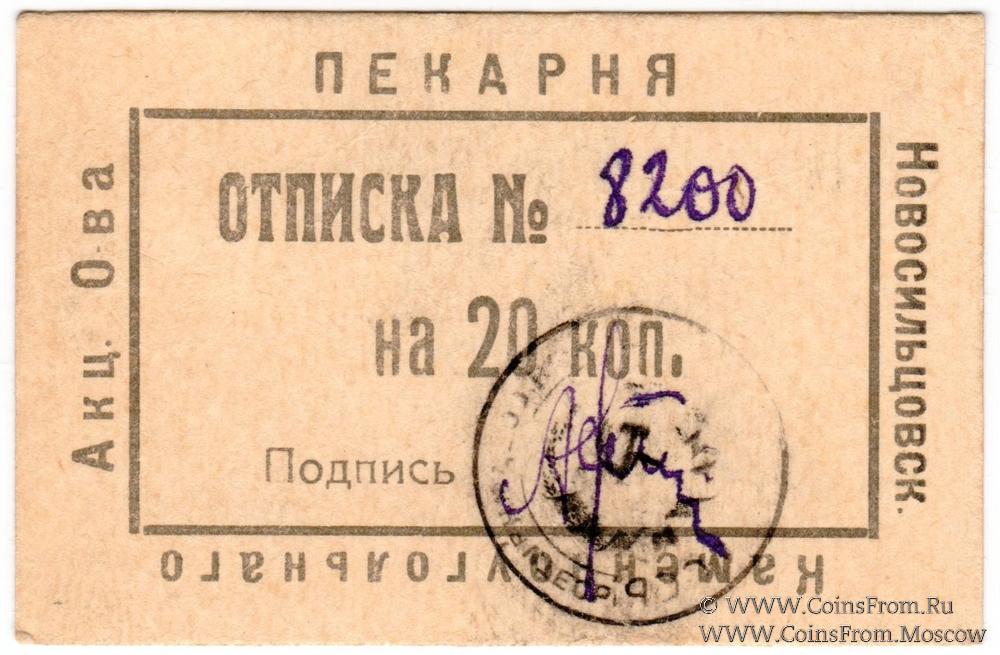 ПЕКАРНЯ
Акц. О-ва
Новосильцовск.
Каменноугольнаго
ОТПИСКА № 8200
на 20 коп.
Подпись
© WWW.CoinsFrom.Ru
WWW.CoinsFrom.Moscow